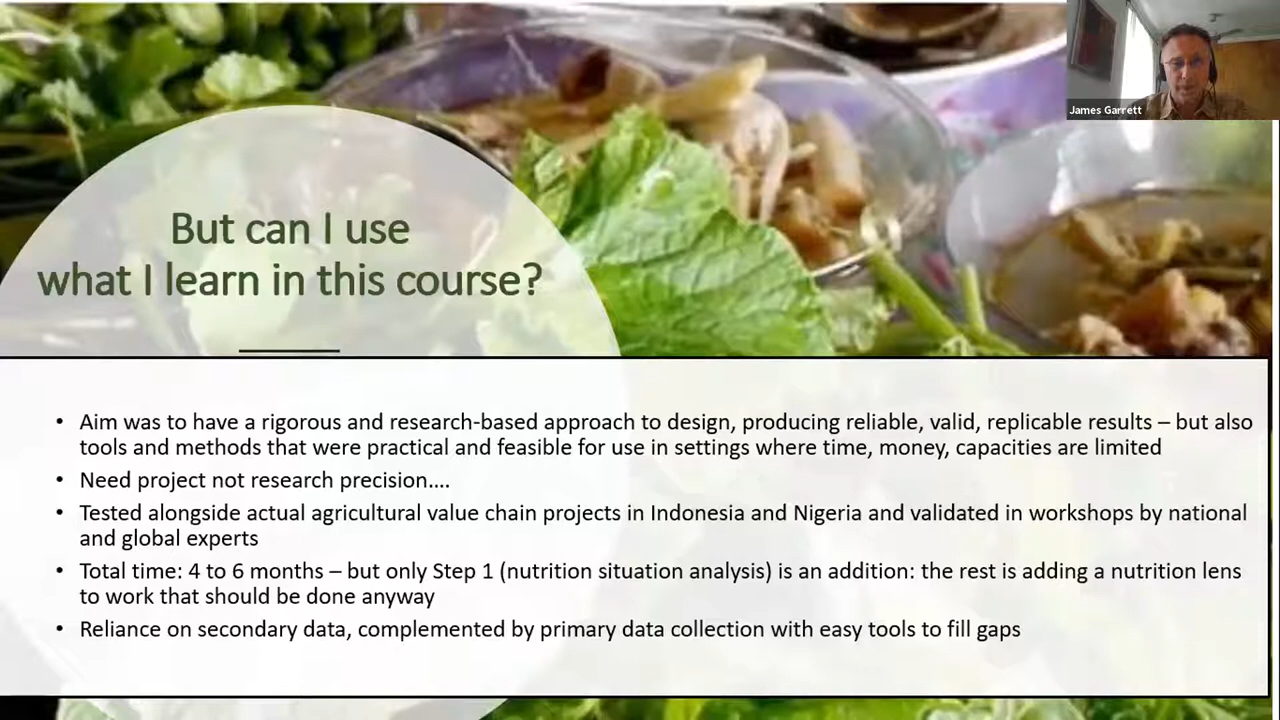 James Garrett
But can I use
what I learn in this course?
• Aim was to have a rigorous and research-based approach to design, producing reliable, valid, replicable results – but also
tools and methods that were practical and feasible for use in settings where time, money, capacities are limited
• Need project not research precision....
• Tested alongside actual agricultural value chain projects in Indonesia and Nigeria and validated in workshops by national
and global experts
• Total time: 4 to 6 months – but only Step 1 (nutrition situation analysis) is an addition: the rest is adding a nutrition lens
to work that should be done anyway
• Reliance on secondary data, complemented by primary data collection with easy tools to fill gaps